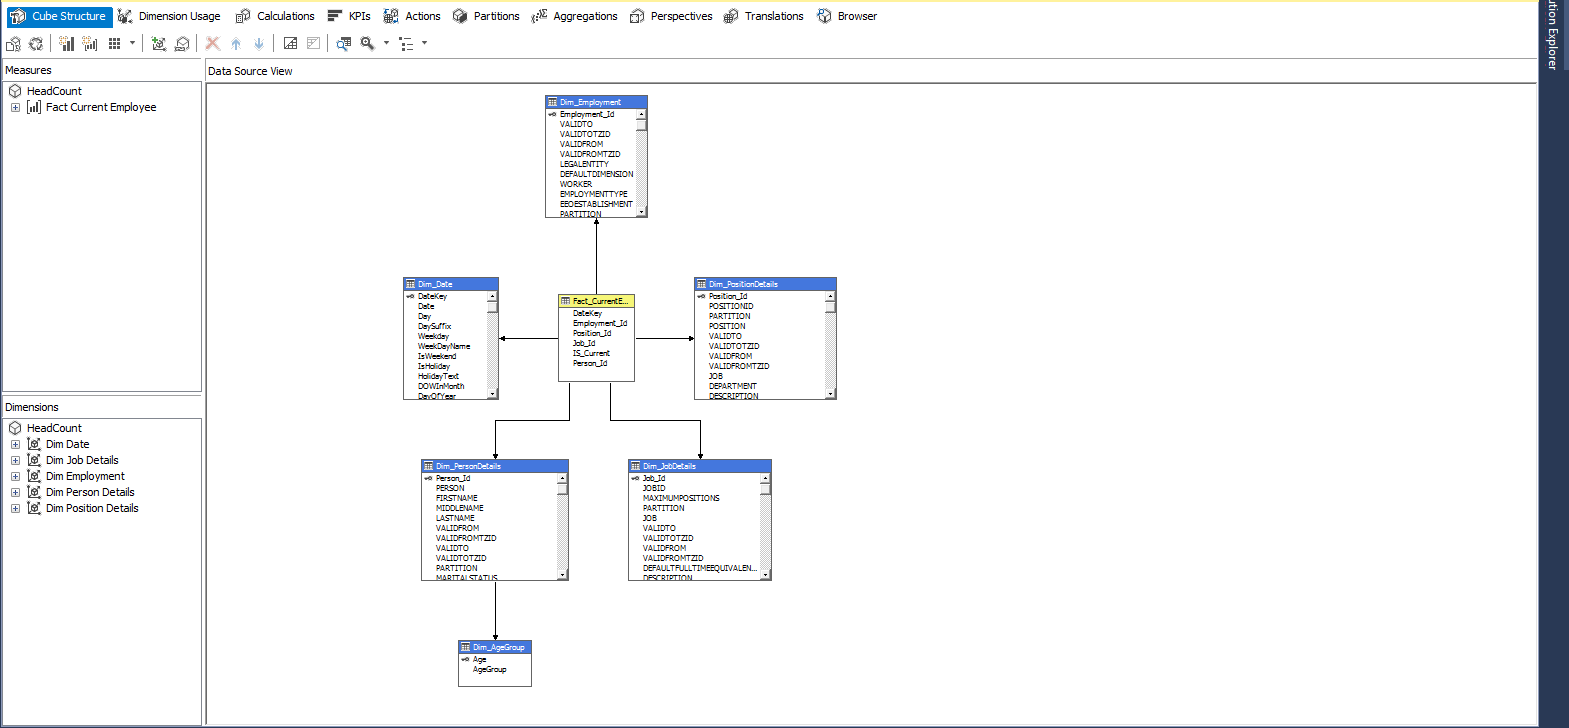 Cube Structure Dimension Usage Calculations KPIs Actions Partitions Aggregations Perspectives Translations Browser
Measures
HeadCount
Fact Current Employee
Dimensions
HeadCount
Dim Date
Dim Job Details
Dim Employment
Dim Person Details
Dim Position Details
Data Source View
Dim_Employment
Employment_Id
VALIDTO
VALIDTOTZID
VALIDFROM
VALIDFROMTZID
LEGALENTITY
DEFAULTDIMENSION
WORKER
EMPLOYMENTTYPE
EEOESTABLISHMENT
PARTITION
Dim_Date
DateKey
Date
Day
DaySuffix
Weekday
WeekDayName
IsWeekend
IsHoliday
HolidayText
DOWInMonth
DayOfYear
Fact_CurrentE...
DateKey
Employment_Id
Position_Id
Job_Id
IS_Current
Person_Id
Dim_PositionDetails
Position_Id
POSITIONID
PARTITION
POSITION
VALIDTO
VALIDTOTZID
VALIDFROM
VALIDFROMTZID
JOB
DEPARTMENT
DESCRIPTION
Dim_PersonDetails
Person_Id
PERSON
FIRSTNAME
MIDDLENAME
LASTNAME
VALIDFROM
VALIDFROMTZID
VALIDTO
VALIDTOTZID
PARTITION
MARITALSTATUS
Dim_JobDetails
Job_Id
JOBID
MAXIMUMPOSITIONS
PARTITION
JOB
VALIDTO
VALIDTOTZID
VALIDFROM
VALIDFROMTZID
DEFAULTFULLTIMEEQUIVALEN...
DESCRIPTION
Dim_AgeGroup
Age
AgeGroup
ution Explorer